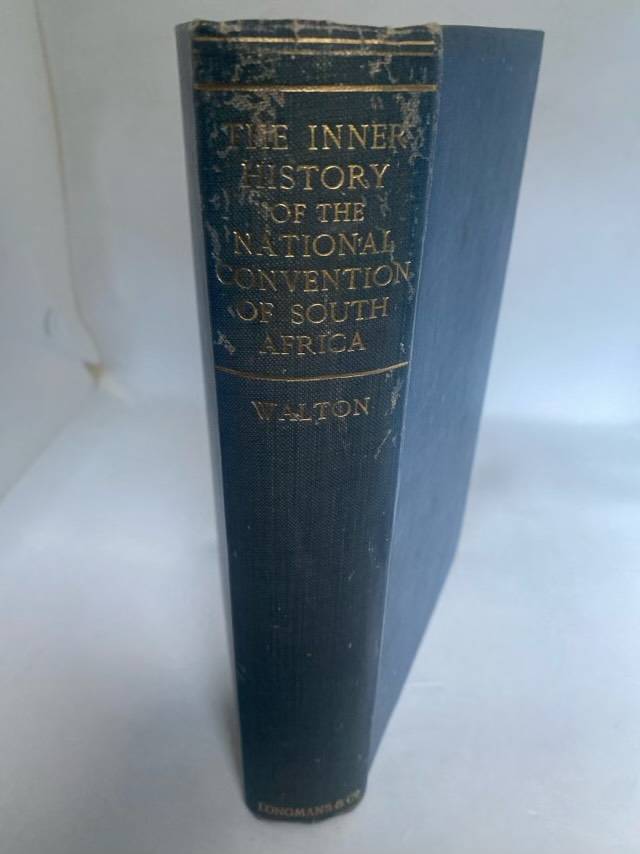 THE INNER
HISTORY
OF THE
NATIONAL
CONVENTION
OF SOUTH
AFRICA
WALTON
LONGMANS & Co